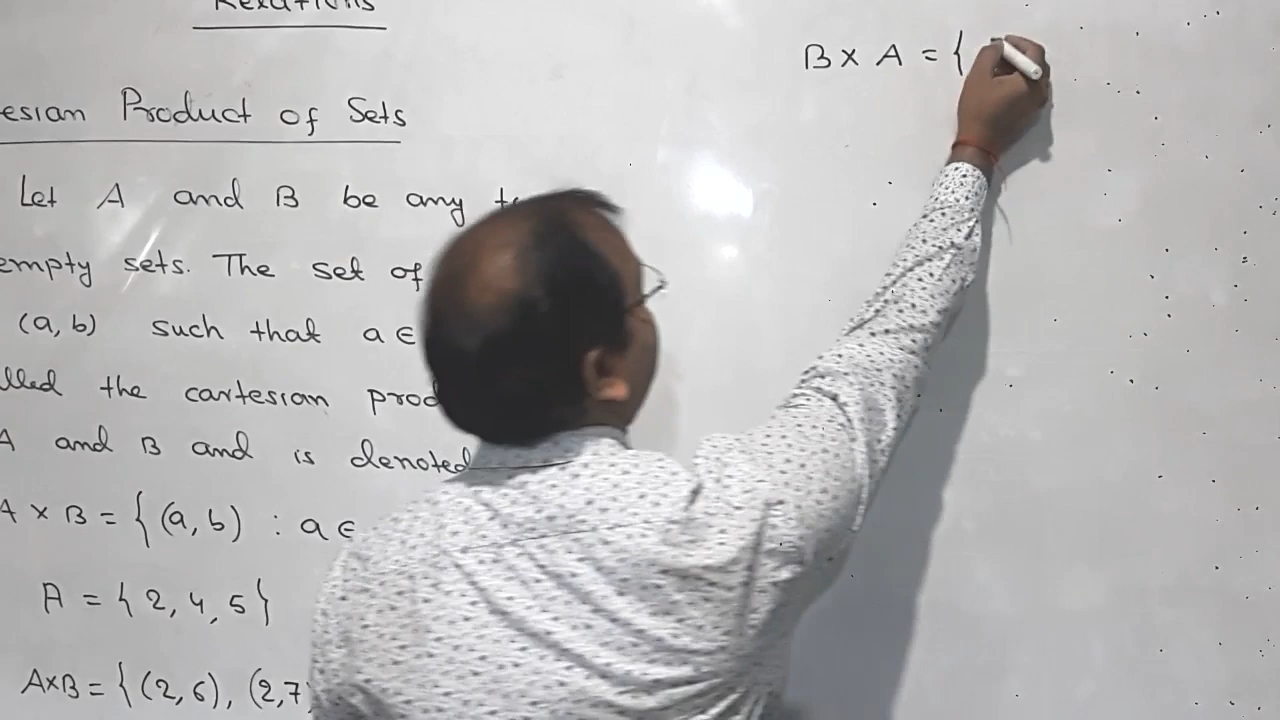 Relations
esian Product of Sets
Let A and B be any
empty sets. The set of
(a, b) such that a ∈
lled the cartesian prod
A and B and is denoted
A × B = { (a, b) : a ∈
A = { 2, 4, 5 }
A×B = { (2, 6), (2,7
B × A = {